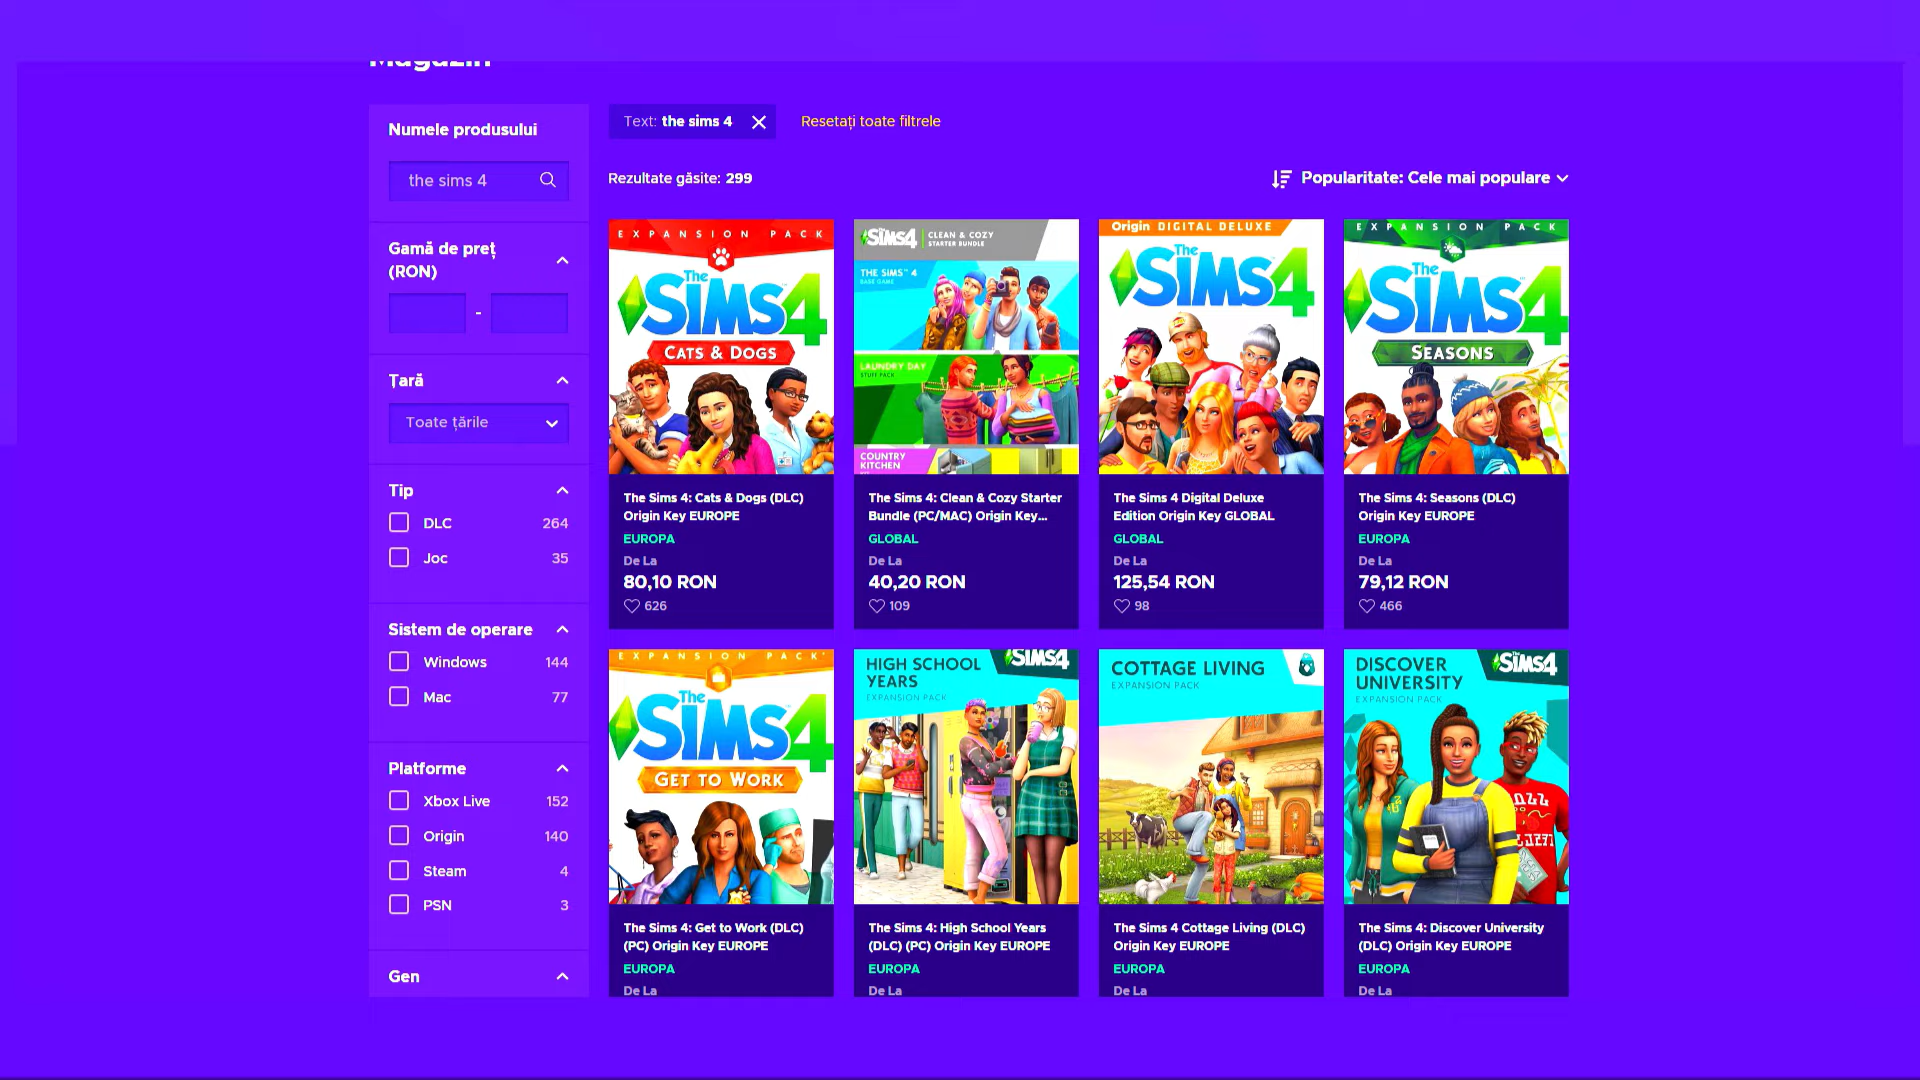 Magazin
Numele produsului
the sims 4
Gamă de preț
(RON)
-
Țară
Toate țările
Tip
DLC 264
Joc 35
Sistem de operare
Windows 144
Mac 77
Platforme
Xbox Live 152
Origin 140
Steam 4
PSN 3
Gen
Text: the sims 4
Resetați toate filtrele
Rezultate găsite: 299
Popularitate: Cele mai populare
EXPANSION PACK
The SIMS 4
CATS & DOGS
The Sims 4: Cats & Dogs (DLC)
Origin Key EUROPE
EUROPA
De La
80,10 RON
626
The SIMS 4
CLEAN & COZY
STARTER BUNDLE
THE SIMS™ 4
BASE GAME
LAUNDRY DAY
STUFF PACK
COUNTRY
KITCHEN
The Sims 4: Clean & Cozy Starter
Bundle (PC/MAC) Origin Key...
GLOBAL
De La
40,20 RON
109
Origin DIGITAL DELUXE
The SIMS 4
The Sims 4 Digital Deluxe
Edition Origin Key GLOBAL
GLOBAL
De La
125,54 RON
98
EXPANSION PACK
The SIMS 4
SEASONS
The Sims 4: Seasons (DLC)
Origin Key EUROPE
EUROPA
De La
79,12 RON
466
EXPANSION PACK
The SIMS 4
GET TO WORK
The Sims 4: Get to Work (DLC)
(PC) Origin Key EUROPE
EUROPA
De La
HIGH SCHOOL
YEARS
EXPANSION PACK
SIMS4
The Sims 4: High School Years
(DLC) (PC) Origin Key EUROPE
EUROPA
De La
COTTAGE LIVING
EXPANSION PACK
The Sims 4 Cottage Living (DLC)
Origin Key EUROPE
EUROPA
De La
DISCOVER
UNIVERSITY
EXPANSION PACK
The SIMS4
The Sims 4: Discover University
(DLC) Origin Key EUROPE
EUROPA
De La